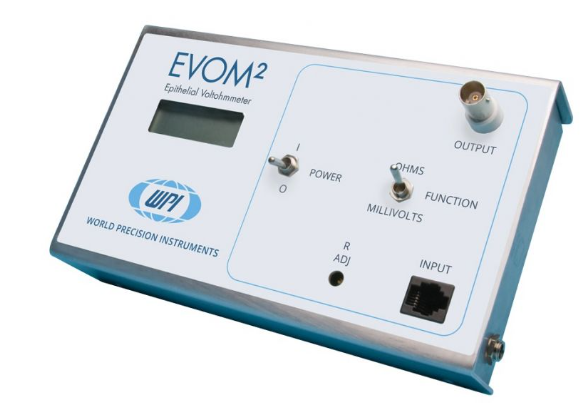 EVOM²
Epithelial Voltohmmeter
WPI
WORLD PRECISION INSTRUMENTS
I
POWER
O
OUTPUT
OHMS
FUNCTION
MILLIVOLTS
R
ADJ
INPUT